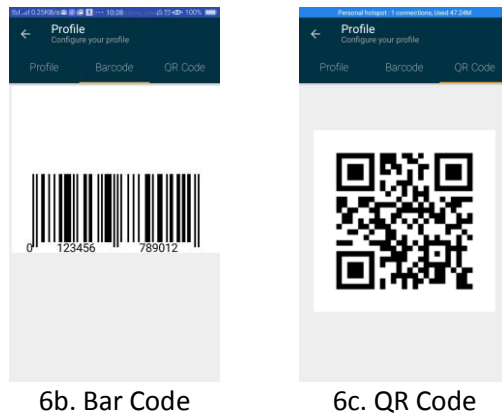 10:28
100%
Profile
Configure your profile
Profile Barcode QR Code
0 123456 789012
6b. Bar Code
Personal hotspot: 1 connections, Used 47.24M
Profile
Configure your profile
Profile Barcode QR Code
6c. QR Code